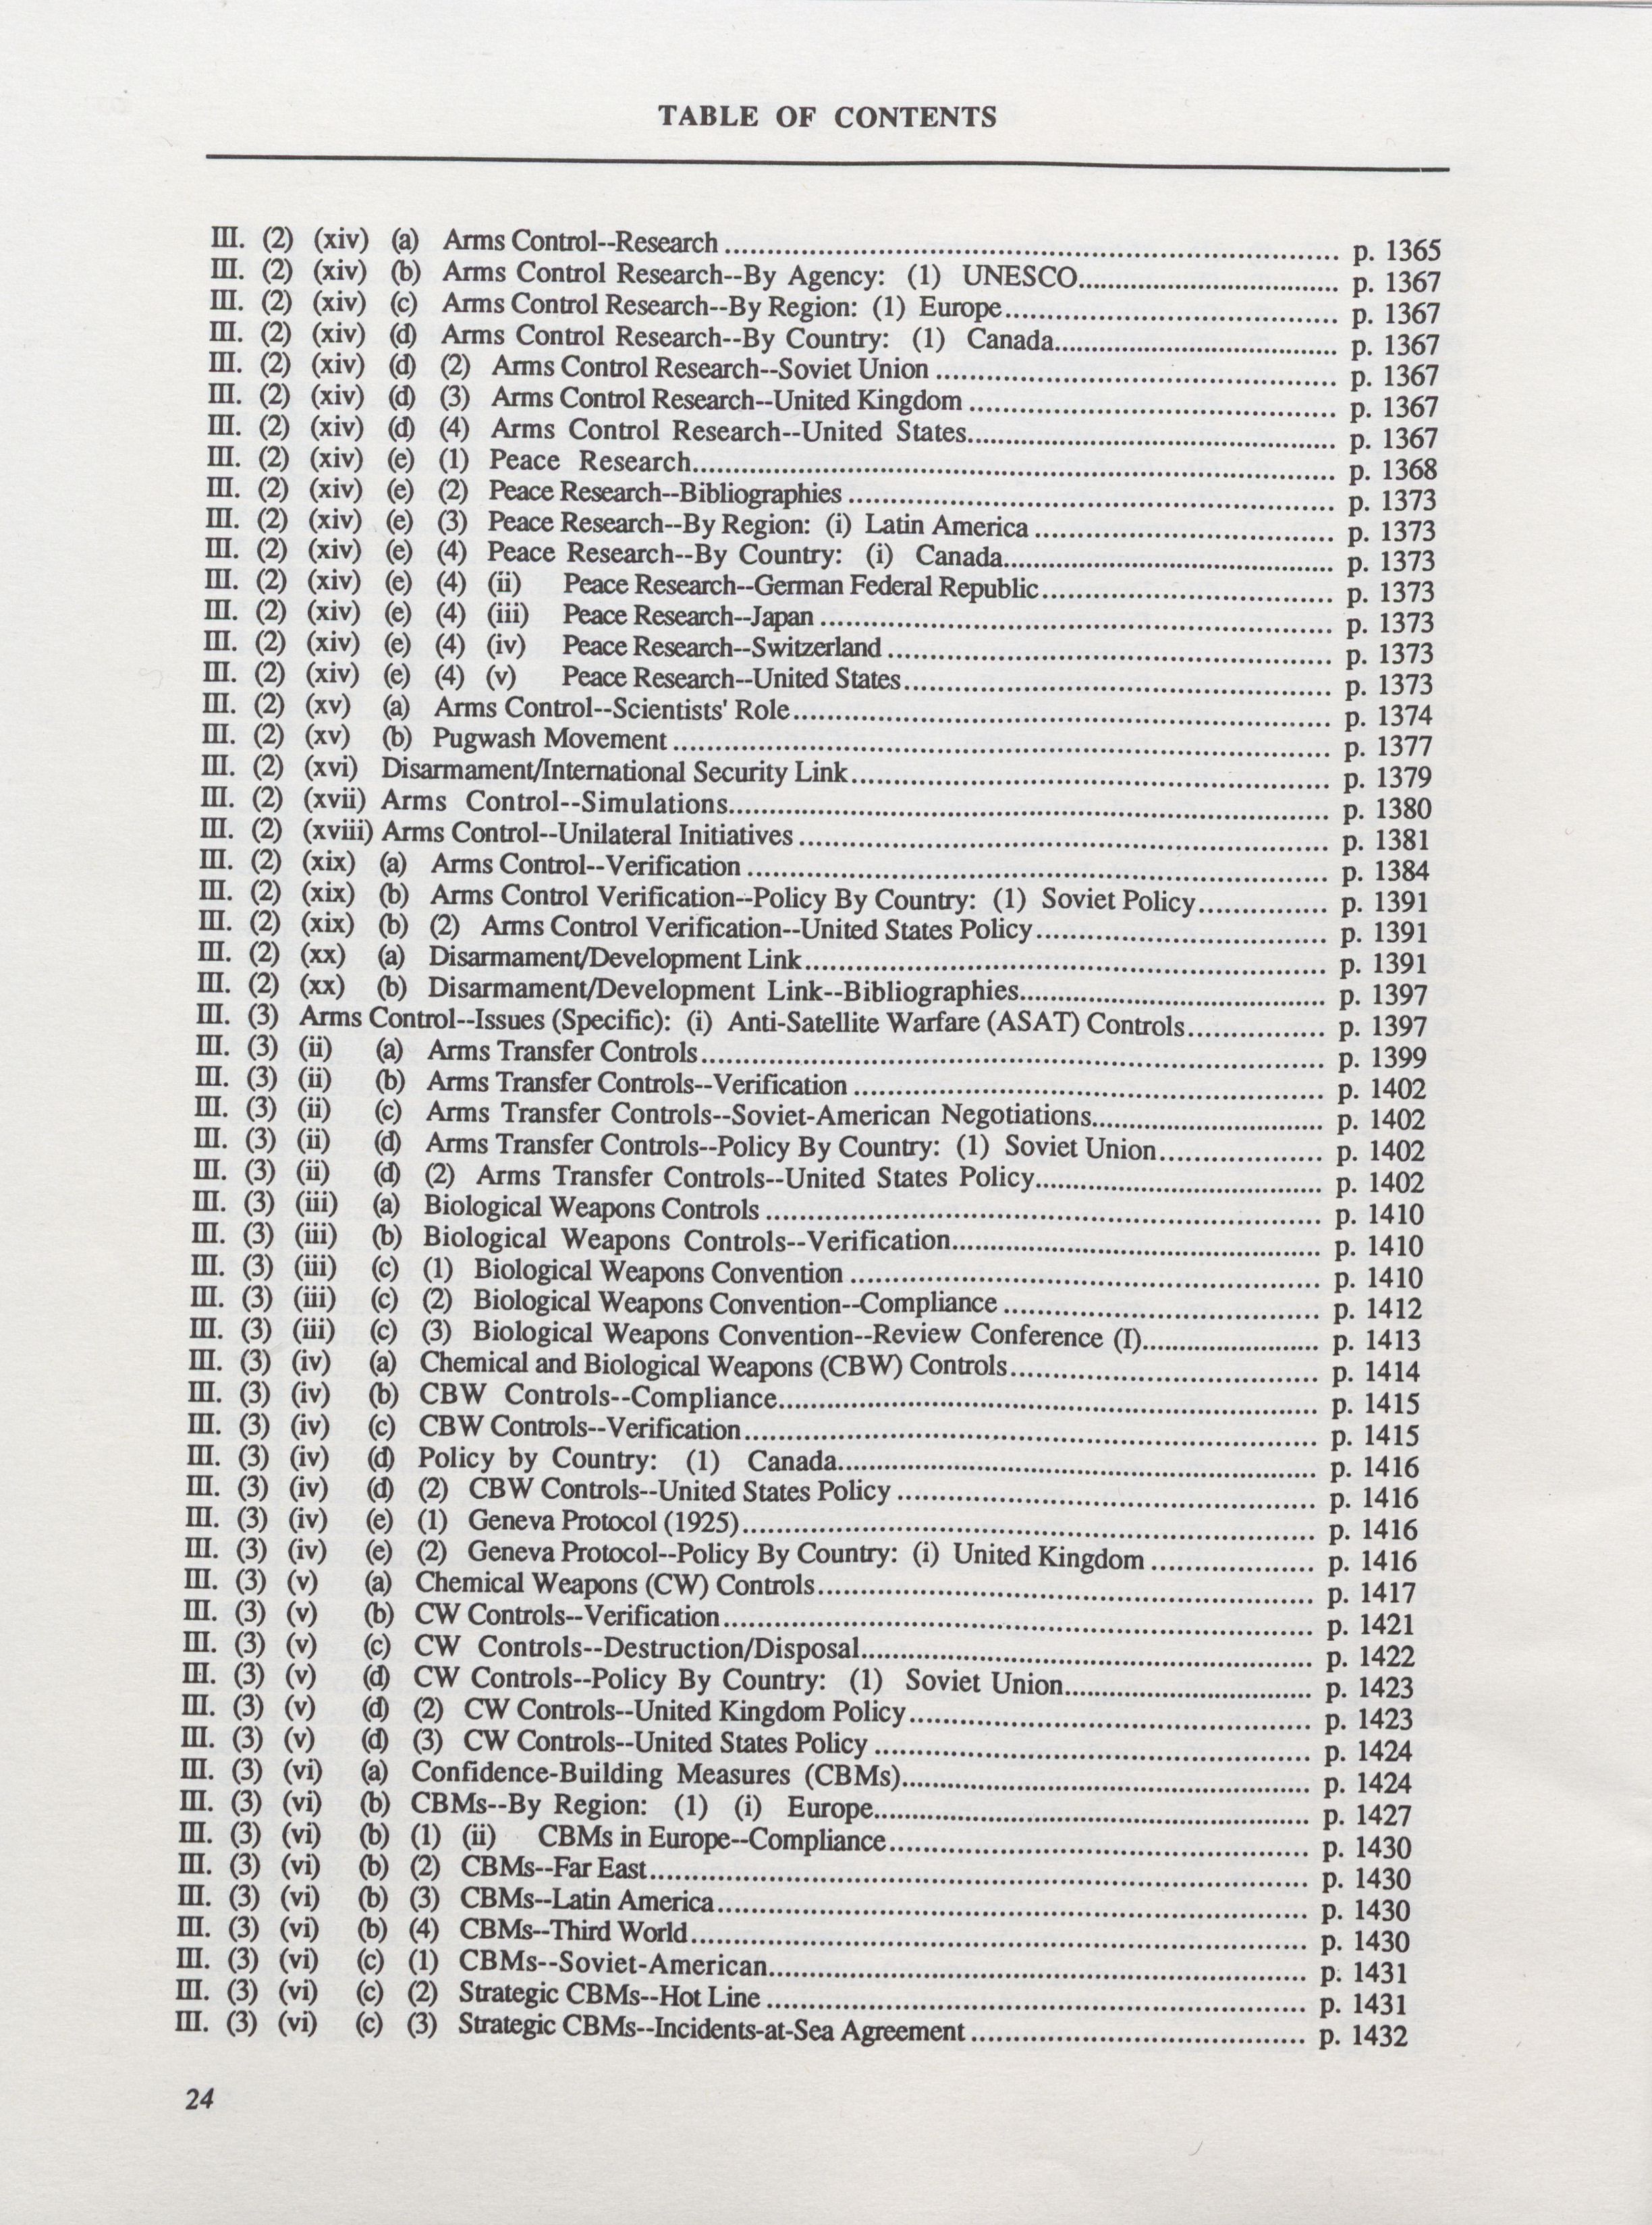 TABLE OF CONTENTS
III. (2) (xiv) (a) Arms Control--Research ........ p. 1365
III. (2) (xiv) (b) Arms Control Research--By Agency: (1) UNESCO........ p. 1367
III. (2) (xiv) (c) Arms Control Research--By Region: (1) Europe........ p. 1367
III. (2) (xiv) (d) Arms Control Research--By Country: (1) Canada........ p. 1367
III. (2) (xiv) (d) (2) Arms Control Research--Soviet Union ........ p. 1367
III. (2) (xiv) (d) (3) Arms Control Research--United Kingdom ........ p. 1367
III. (2) (xiv) (d) (4) Arms Control Research--United States........ p. 1367
III. (2) (xiv) (e) (1) Peace Research........ p. 1368
III. (2) (xiv) (e) (2) Peace Research--Bibliographies ........ p. 1373
III. (2) (xiv) (e) (3) Peace Research--By Region: (i) Latin America ........ p. 1373
III. (2) (xiv) (e) (4) Peace Research--By Country: (i) Canada........ p. 1373
III. (2) (xiv) (e) (4) (ii) Peace Research--German Federal Republic........ p. 1373
III. (2) (xiv) (e) (4) (iii) Peace Research--Japan ........ p. 1373
III. (2) (xiv) (e) (4) (iv) Peace Research--Switzerland ........ p. 1373
III. (2) (xiv) (e) (4) (v) Peace Research--United States........ p. 1373
III. (2) (xv) (a) Arms Control--Scientists' Role........ p. 1374
III. (2) (xv) (b) Pugwash Movement ........ p. 1377
III. (2) (xvi) Disarmament/International Security Link........ p. 1379
III. (2) (xvii) Arms Control--Simulations........ p. 1380
III. (2) (xviii) Arms Control--Unilateral Initiatives ........ p. 1381
III. (2) (xix) (a) Arms Control--Verification ........ p. 1384
III. (2) (xix) (b) Arms Control Verification--Policy By Country: (1) Soviet Policy........ p. 1391
III. (2) (xix) (b) (2) Arms Control Verification--United States Policy........ p. 1391
III. (2) (xx) (a) Disarmament/Development Link........ p. 1391
III. (2) (xx) (b) Disarmament/Development Link--Bibliographies........ p. 1397
III. (3) Arms Control--Issues (Specific): (i) Anti-Satellite Warfare (ASAT) Controls........ p. 1397
III. (3) (ii) (a) Arms Transfer Controls........ p. 1399
III. (3) (ii) (b) Arms Transfer Controls--Verification ........ p. 1402
III. (3) (ii) (c) Arms Transfer Controls--Soviet-American Negotiations........ p. 1402
III. (3) (ii) (d) Arms Transfer Controls--Policy By Country: (1) Soviet Union........ p. 1402
III. (3) (ii) (d) (2) Arms Transfer Controls--United States Policy........ p. 1402
III. (3) (iii) (a) Biological Weapons Controls ........ p. 1410
III. (3) (iii) (b) Biological Weapons Controls--Verification........ p. 1410
III. (3) (iii) (c) (1) Biological Weapons Convention ........ p. 1410
III. (3) (iii) (c) (2) Biological Weapons Convention--Compliance ........ p. 1412
III. (3) (iii) (c) (3) Biological Weapons Convention--Review Conference (I)........ p. 1413
III. (3) (iv) (a) Chemical and Biological Weapons (CBW) Controls........ p. 1414
III. (3) (iv) (b) CBW Controls--Compliance........ p. 1415
III. (3) (iv) (c) CBW Controls--Verification........ p. 1415
III. (3) (iv) (d) Policy by Country: (1) Canada........ p. 1416
III. (3) (iv) (d) (2) CBW Controls--United States Policy ........ p. 1416
III. (3) (iv) (e) (1) Geneva Protocol (1925)........ p. 1416
III. (3) (iv) (e) (2) Geneva Protocol--Policy By Country: (i) United Kingdom ........ p. 1416
III. (3) (v) (a) Chemical Weapons (CW) Controls........ p. 1417
III. (3) (v) (b) CW Controls--Verification........ p. 1421
III. (3) (v) (c) CW Controls--Destruction/Disposal........ p. 1422
III. (3) (v) (d) CW Controls--Policy By Country: (1) Soviet Union........ p. 1423
III. (3) (v) (d) (2) CW Controls--United Kingdom Policy........ p. 1423
III. (3) (v) (d) (3) CW Controls--United States Policy ........ p. 1424
III. (3) (vi) (a) Confidence-Building Measures (CBMs)........ p. 1424
III. (3) (vi) (b) CBMs--By Region: (1) (i) Europe........ p. 1427
III. (3) (vi) (b) (1) (ii) CBMs in Europe--Compliance........ p. 1430
III. (3) (vi) (b) (2) CBMs--Far East........ p. 1430
III. (3) (vi) (b) (3) CBMs--Latin America........ p. 1430
III. (3) (vi) (b) (4) CBMs--Third World........ p. 1430
III. (3) (vi) (c) (1) CBMs--Soviet-American........ p. 1431
III. (3) (vi) (c) (2) Strategic CBMs--Hot Line ........ p. 1431
III. (3) (vi) (c) (3) Strategic CBMs--Incidents-at-Sea Agreement ........ p. 1432
24